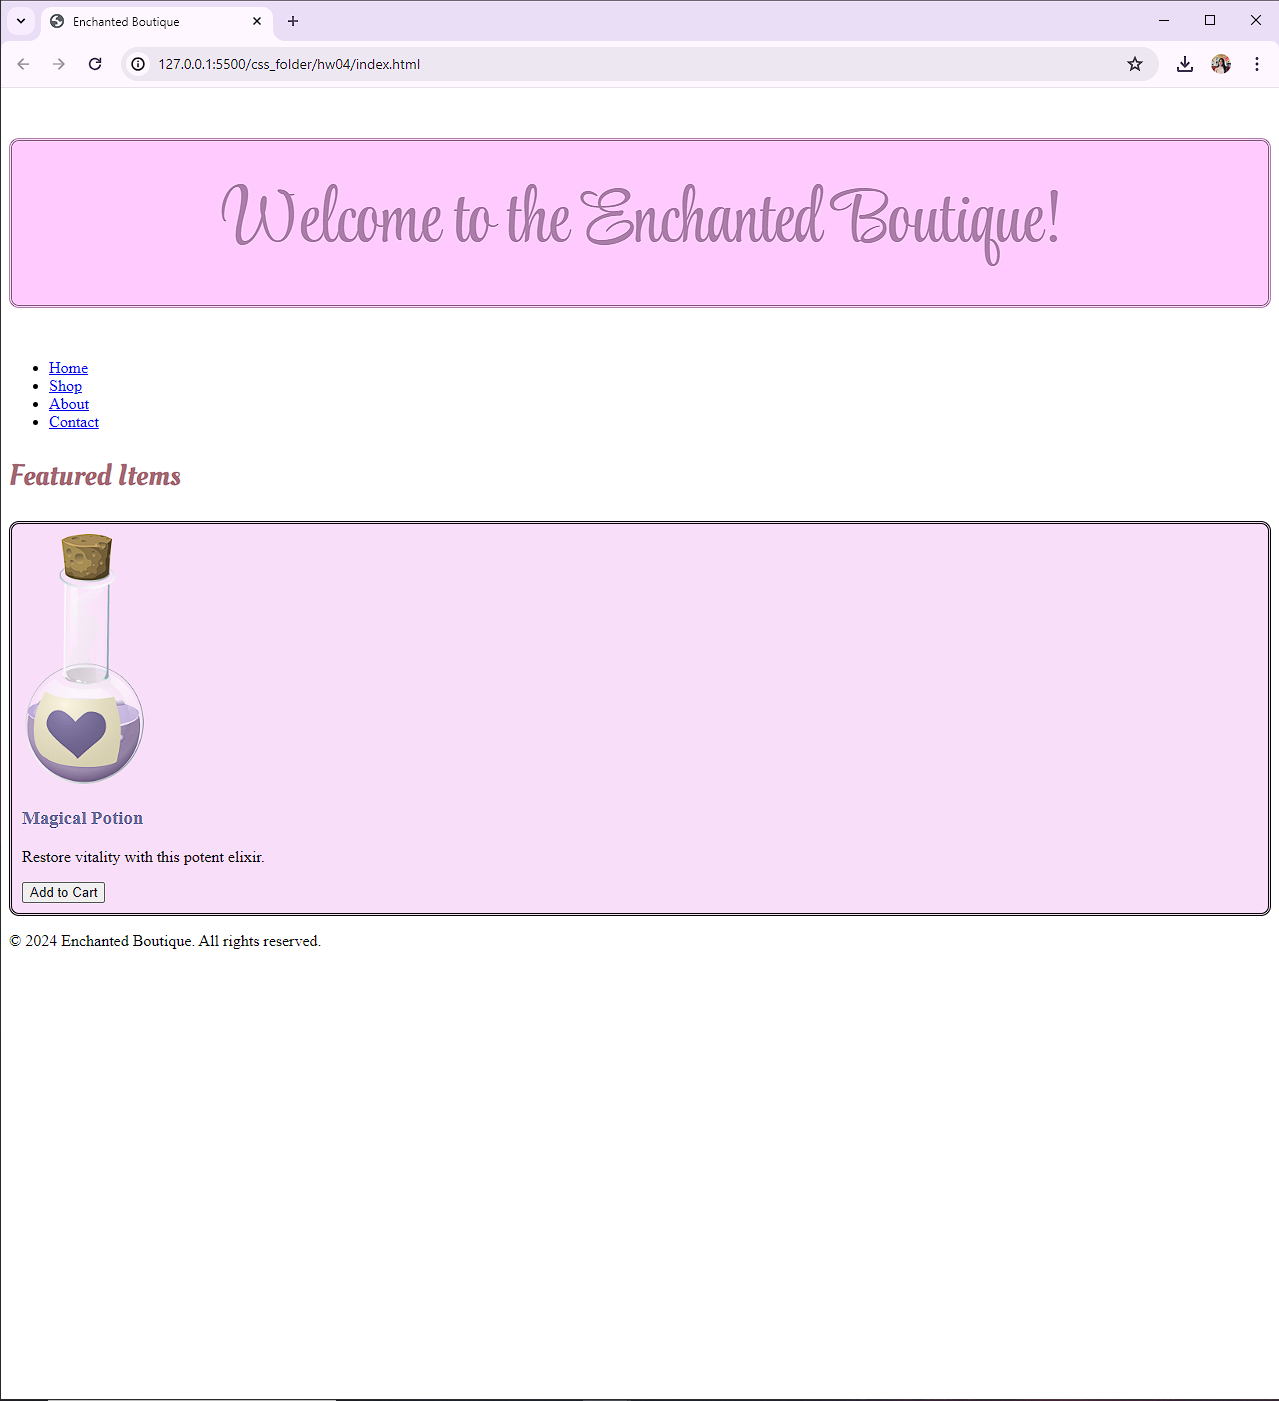 Enchanted Boutique
127.0.0.1:5500/css_folder/hw04/index.html
Welcome to the Enchanted Boutique!
Home
Shop
About
Contact
Featured Items
Magical Potion
Restore vitality with this potent elixir.
Add to Cart
© 2024 Enchanted Boutique. All rights reserved.